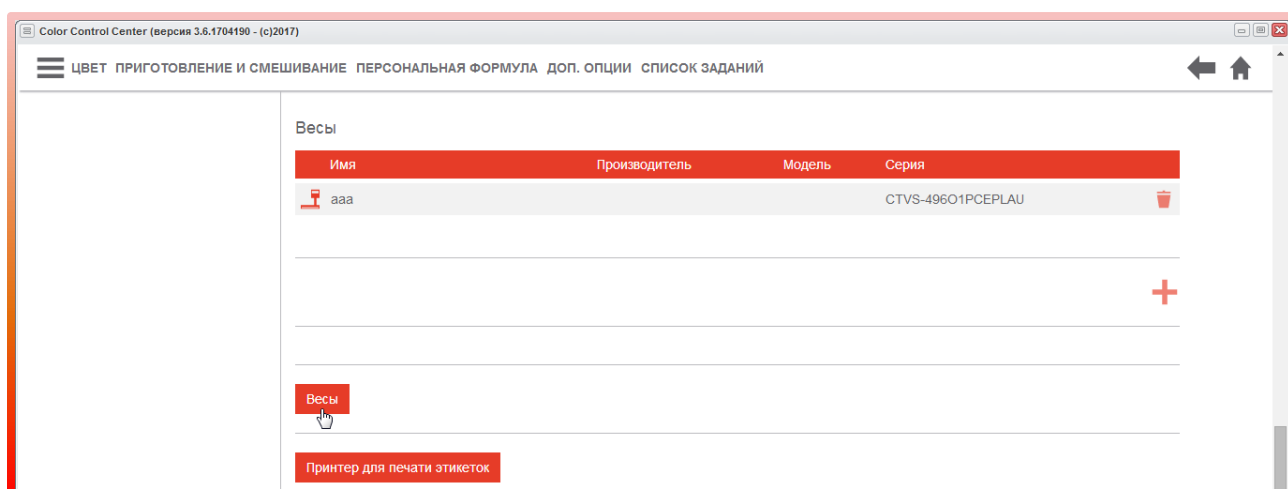 Color Control Center (версия 3.6.1704190 - (c)2017)
ЦВЕТ ПРИГОТОВЛЕНИЕ И СМЕШИВАНИЕ ПЕРСОНАЛЬНАЯ ФОРМУЛА ДОП. ОПЦИИ СПИСОК ЗАДАНИЙ
Весы
Имя Производитель Модель Серия
aaa CTVS-496O1PCEPLAU
Весы
Принтер для печати этикеток